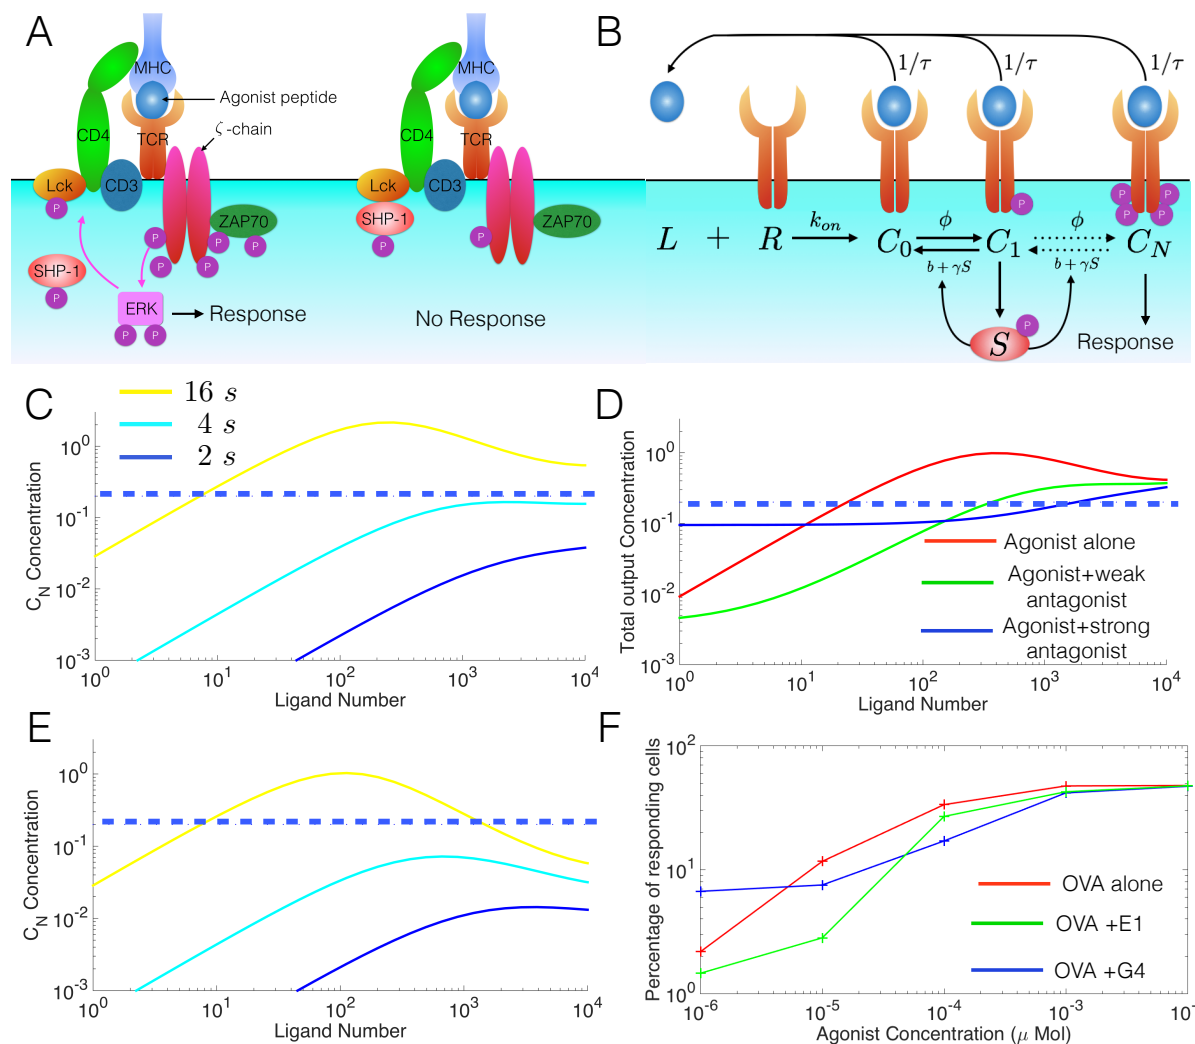 A
MHC
Agonist peptide
ζ-chain
CD4
TCR
Lck
CD3
P
ZAP70
P
P
P
P
SHP-1
P
ERK
P
P
Response
MHC
CD4
TCR
Lck
CD3
SHP-1
P
P
ZAP70
No Response
B
1/τ
1/τ
1/τ
P
P
P
P
P
L + R
k_on
C_0
ϕ
b + γS
C_1
ϕ
b + γS
C_N
P
S
Response
C
16 s
4 s
2 s
C_N Concentration
10^0
10^-1
10^-2
10^-3
10^0
10^1
10^2
10^3
10^4
Ligand Number
D
Total output Concentration
10^0
10^-1
10^-2
10^-3
Agonist alone
Agonist+weak
antagonist
Agonist+strong
antagonist
10^0
10^1
10^2
10^3
10^4
Ligand Number
E
C_N Concentration
10^0
10^-1
10^-2
10^-3
10^0
10^1
10^2
10^3
10^4
Ligand Number
F
Percentage of responding cells
10^2
10^1
10^0
OVA alone
OVA +E1
OVA +G4
10^-6
10^-5
10^-4
10^-3
10^-
Agonist Concentration (μ Mol)